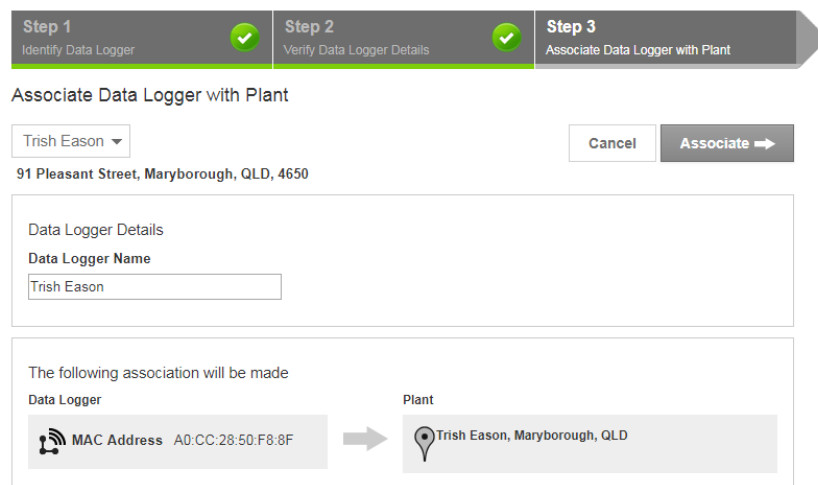 Step 1
Identify Data Logger
Step 2
Verify Data Logger Details
Step 3
Associate Data Logger with Plant
Associate Data Logger with Plant
Trish Eason
Cancel
Associate
91 Pleasant Street, Maryborough, QLD, 4650
Data Logger Details
Data Logger Name
Trish Eason
The following association will be made
Data Logger
Plant
MAC Address A0:CC:28:50:F8:8F
Trish Eason, Maryborough, QLD